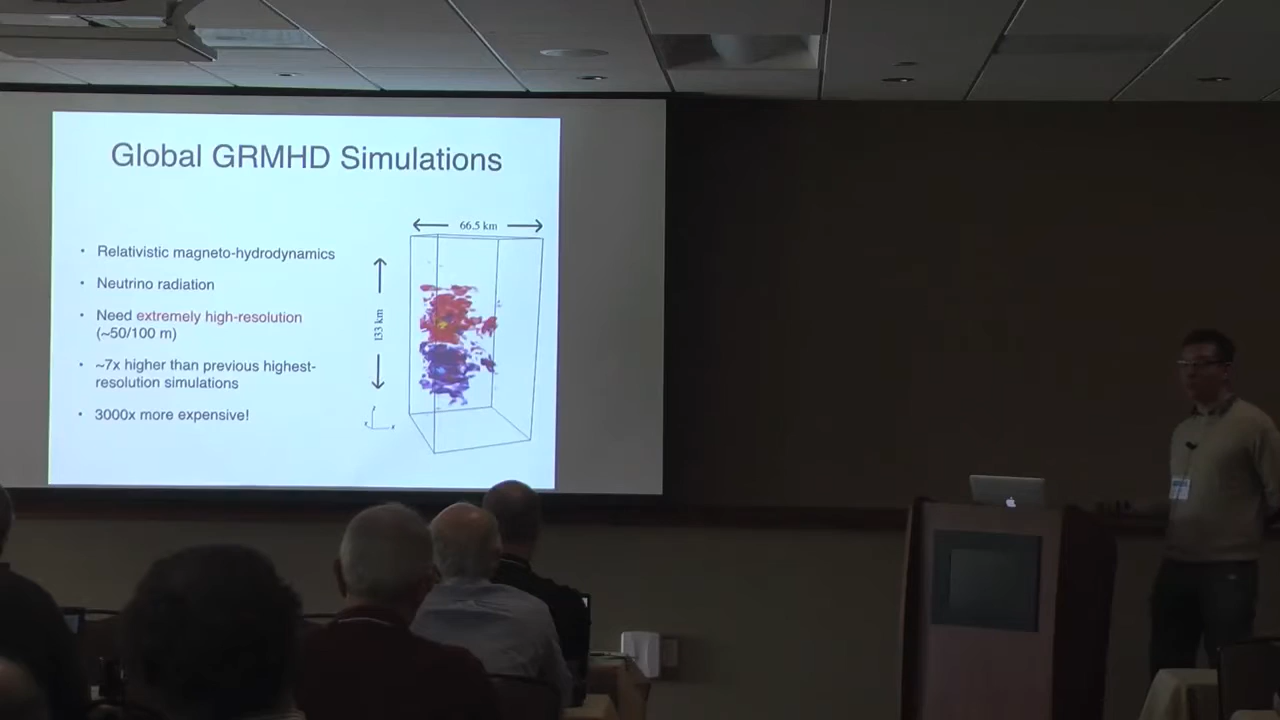 Global GRMHD Simulations
66.5 km
133 km
• Relativistic magneto-hydrodynamics
• Neutrino radiation
• Need extremely high-resolution
(~50/100 m)
• ~7x higher than previous highest-
resolution simulations
• 3000x more expensive!